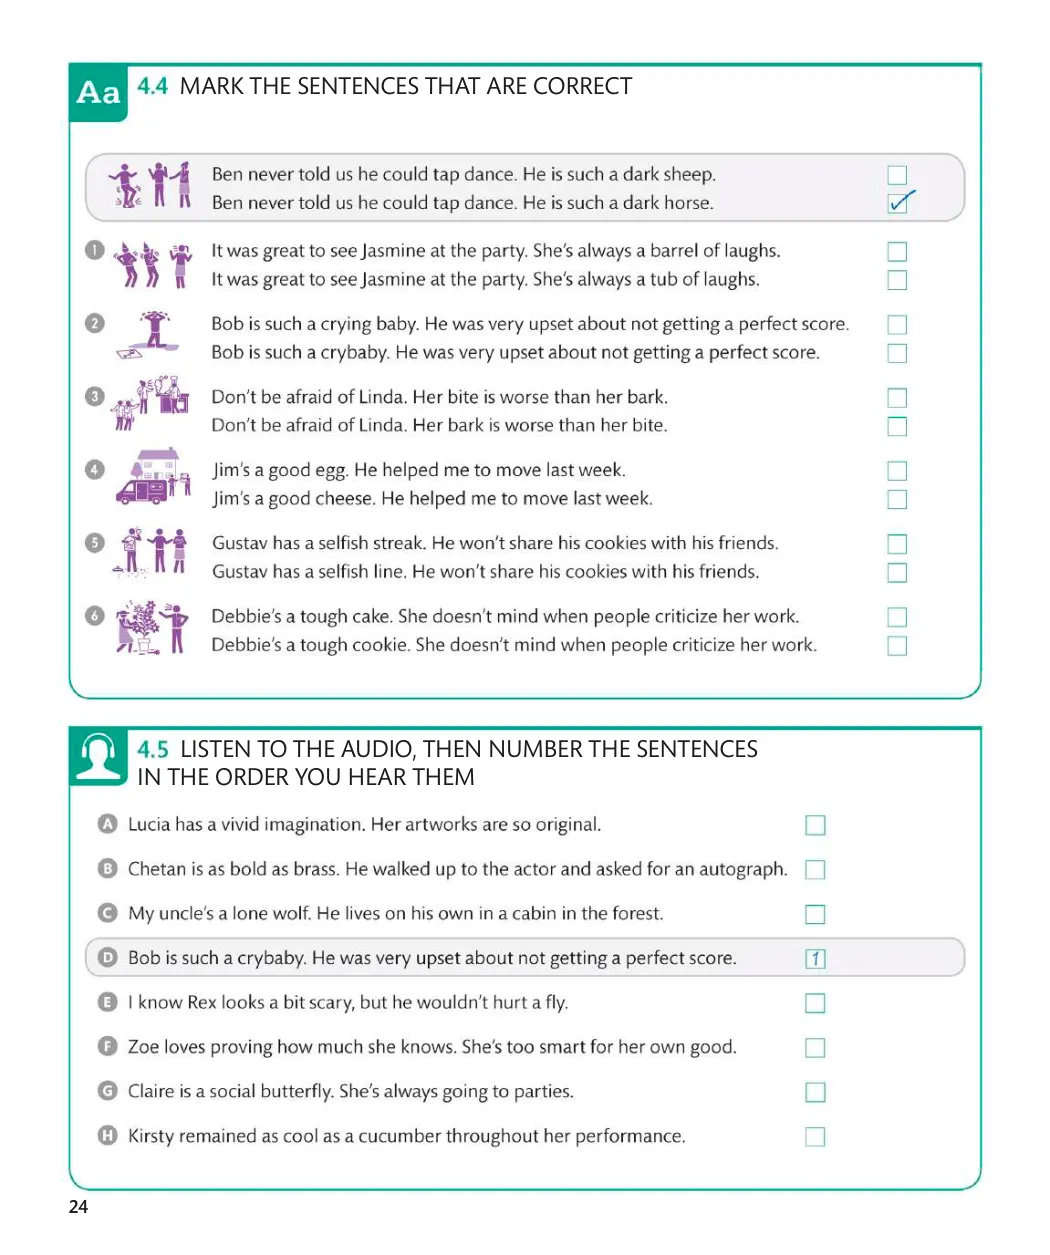 Aa 4.4 MARK THE SENTENCES THAT ARE CORRECT
Ben never told us he could tap dance. He is such a dark sheep.
Ben never told us he could tap dance. He is such a dark horse.
1 It was great to see Jasmine at the party. She's always a barrel of laughs.
It was great to see Jasmine at the party. She's always a tub of laughs.
2 Bob is such a crying baby. He was very upset about not getting a perfect score.
Bob is such a crybaby. He was very upset about not getting a perfect score.
3 Don't be afraid of Linda. Her bite is worse than her bark.
Don't be afraid of Linda. Her bark is worse than her bite.
4 Jim's a good egg. He helped me to move last week.
Jim's a good cheese. He helped me to move last week.
5 Gustav has a selfish streak. He won't share his cookies with his friends.
Gustav has a selfish line. He won't share his cookies with his friends.
6 Debbie's a tough cake. She doesn't mind when people criticize her work.
Debbie's a tough cookie. She doesn't mind when people criticize her work.
4.5 LISTEN TO THE AUDIO, THEN NUMBER THE SENTENCES
IN THE ORDER YOU HEAR THEM
A Lucia has a vivid imagination. Her artworks are so original.
B Chetan is as bold as brass. He walked up to the actor and asked for an autograph.
C My uncle's a lone wolf. He lives on his own in a cabin in the forest.
D Bob is such a crybaby. He was very upset about not getting a perfect score. 1
E I know Rex looks a bit scary, but he wouldn't hurt a fly.
F Zoe loves proving how much she knows. She's too smart for her own good.
G Claire is a social butterfly. She's always going to parties.
H Kirsty remained as cool as a cucumber throughout her performance.
24